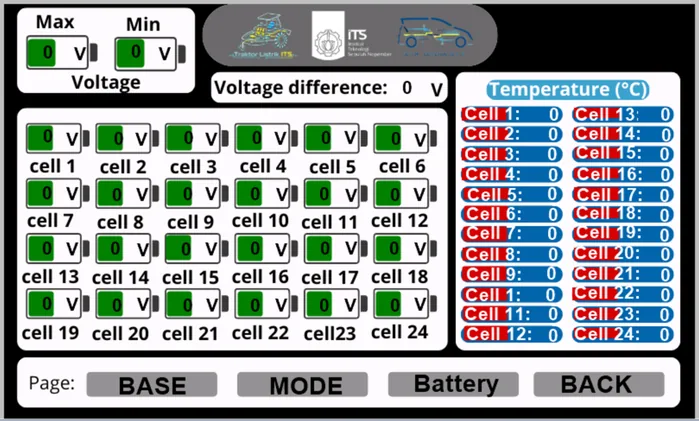 Max Min
0 V 0 V
Voltage
Traktor Listrik ITS
ITS
Institut
Teknologi
Sepuluh Nopember
Voltage difference: 0 V
0 V 0 V 0 V 0 V 0 V 0 V
cell 1 cell 2 cell 3 cell 4 cell 5 cell 6
0 V 0 V 0 V 0 V 0 V 0 V
cell 7 cell 8 cell 9 cell 10 cell 11 cell 12
0 V 0 V 0 V 0 V 0 V 0 V
cell 13 cell 14 cell 15 cell 16 cell 17 cell 18
0 V 0 V 0 V 0 V 0 V 0 V
cell 19 cell 20 cell 21 cell 22 cell23 cell 24
Temperature (°C)
Cell 1: 0 Cell 13: 0
Cell 2: 0 Cell 14: 0
Cell 3: 0 Cell 15: 0
Cell 4: 0 Cell 16: 0
Cell 5: 0 Cell 17: 0
Cell 6: 0 Cell 18: 0
Cell 7: 0 Cell 19: 0
Cell 8: 0 Cell 20: 0
Cell 9: 0 Cell 21: 0
Cell 1: 0 Cell 22: 0
Cell 11: 0 Cell 23: 0
Cell 12: 0 Cell 24: 0
Page: BASE MODE Battery BACK